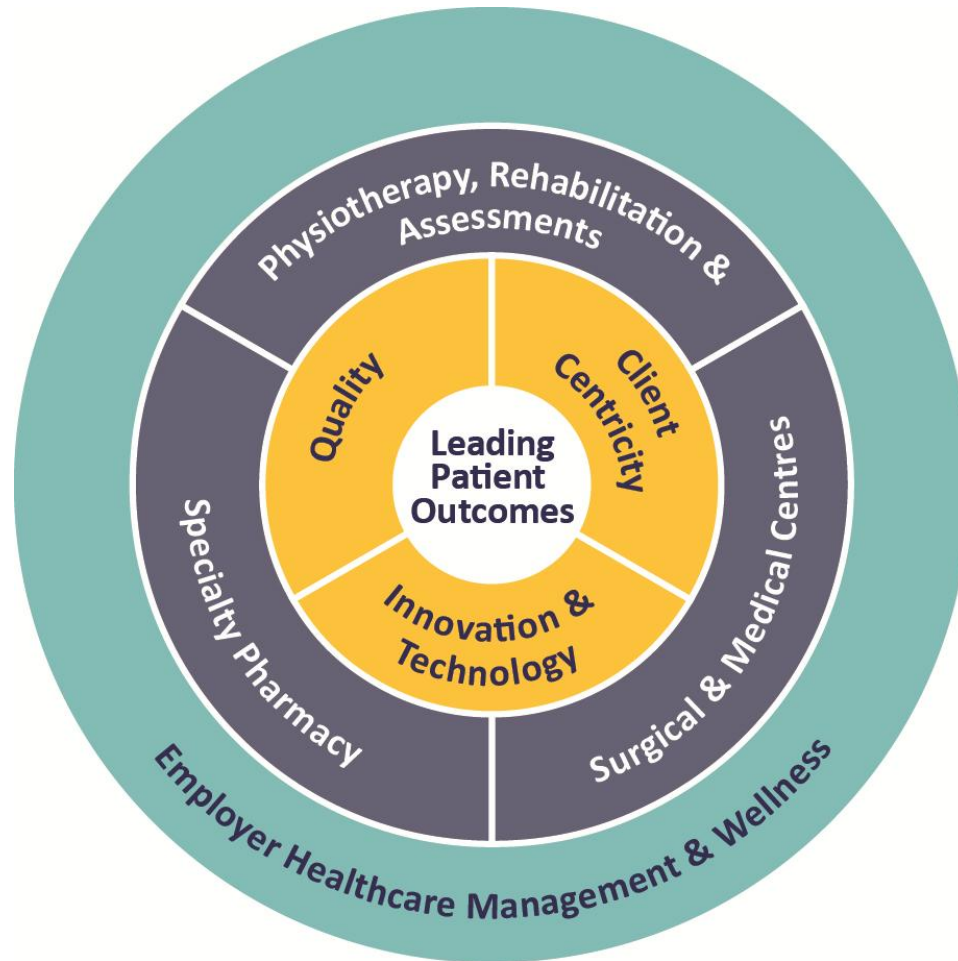 Physiotherapy, Rehabilitation &
Assessments
Quality
Client
Centricity
Leading
Patient
Outcomes
Innovation &
Technology
Specialty Pharmacy
Surgical & Medical Centres
Employer Healthcare Management & Wellness